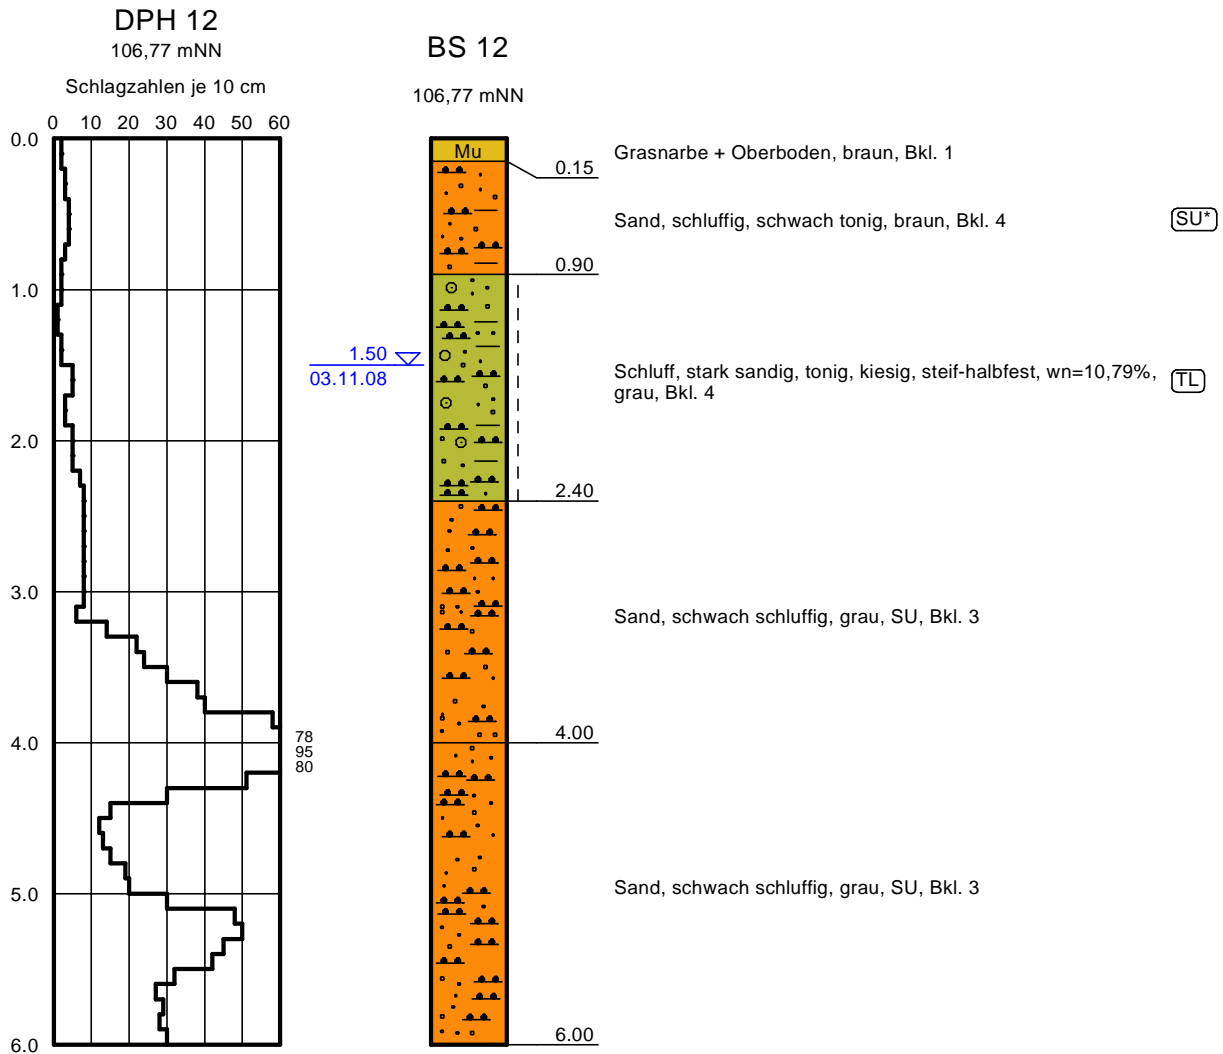 DPH 12
106,77 mNN
Schlagzahlen je 10 cm
0 10 20 30 40 50 60
0.0
1.0
2.0
3.0
4.0
5.0
6.0
78
95
80
BS 12
106,77 mNN
Mu
0.15
0.90
1.50
03.11.08
2.40
4.00
6.00
Grasnarbe + Oberboden, braun, Bkl. 1
Sand, schluffig, schwach tonig, braun, Bkl. 4
SU*
Schluff, stark sandig, tonig, kiesig, steif-halbfest, wn=10,79%,
grau, Bkl. 4
TL
Sand, schwach schluffig, grau, SU, Bkl. 3
Sand, schwach schluffig, grau, SU, Bkl. 3